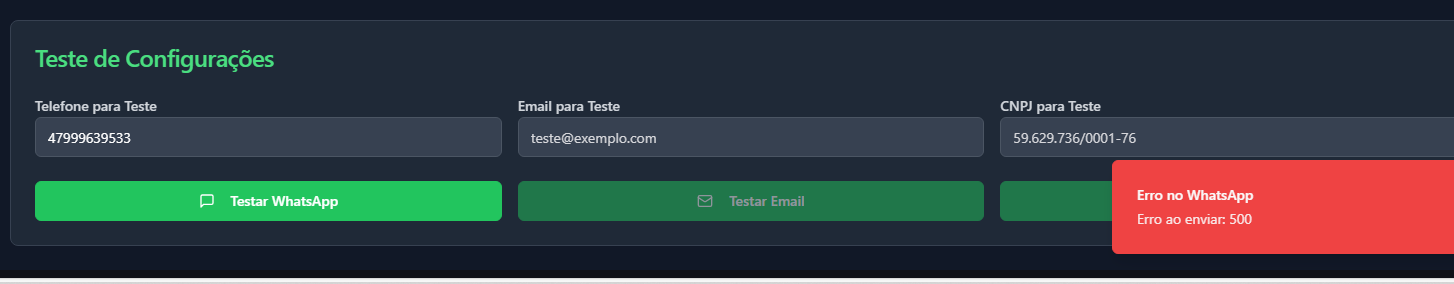 Teste de Configurações
Telefone para Teste
Email para Teste
CNPJ para Teste
47999639533
teste@exemplo.com
59.629.736/0001-76
Testar WhatsApp
Testar Email
Erro no WhatsApp
Erro ao enviar: 500